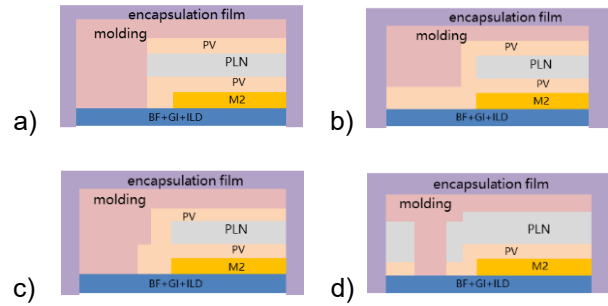 encapsulation film
molding
PV
PLN
PV
M2
BF+GI+ILD
a)
encapsulation film
molding
PV
PLN
PV
M2
BF+GI+ILD
b)
encapsulation film
molding
PV
PLN
PV
M2
BF+GI+ILD
c)
encapsulation film
molding
PLN
PV
M2
BF+GI+ILD
d)